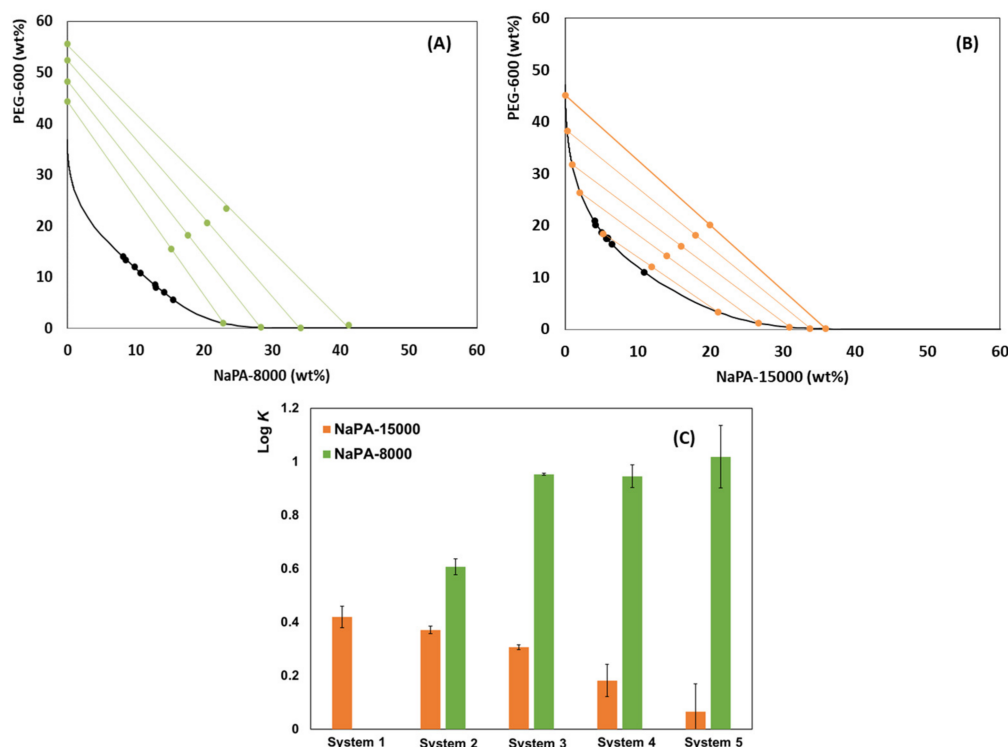 (A)
PEG-600 (wt%)
60
50
40
30
20
10
0
0 10 20 30 40 50 60
NaPA-8000 (wt%)
(B)
PEG-600 (wt%)
60
50
40
30
20
10
0
0 10 20 30 40 50 60
NaPA-15000 (wt%)
(C)
Log K
1.2
1
0.8
0.6
0.4
0.2
0
NaPA-15000
NaPA-8000
System 1 System 2 System 3 System 4 System 5